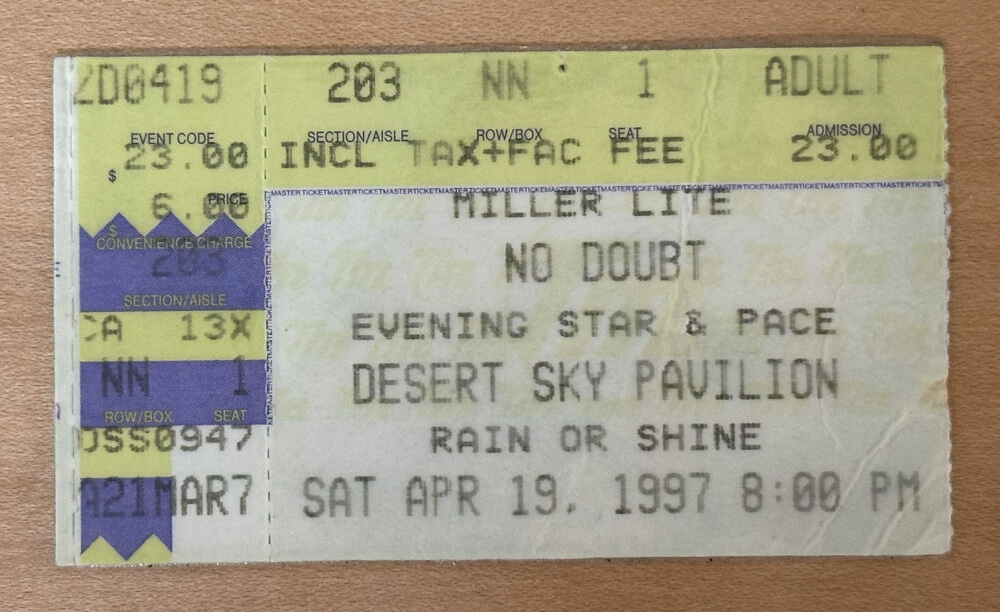 ZD0419 203 NN 1 ADULT
EVENT CODE SECTION/AISLE ROW/BOX SEAT ADMISSION
$ 23.00 INCL TAX+FAC FEE 23.00
PRICE
6.00 MILLER LITE
$ CONVENIENCE CHARGE
203 NO DOUBT
SECTION/AISLE
CA 13X EVENING STAR & PACE
NN 1 DESERT SKY PAVILION
ROW/BOX SEAT
DSS0947 RAIN OR SHINE
A21MAR7 SAT APR 19, 1997 8:00 PM